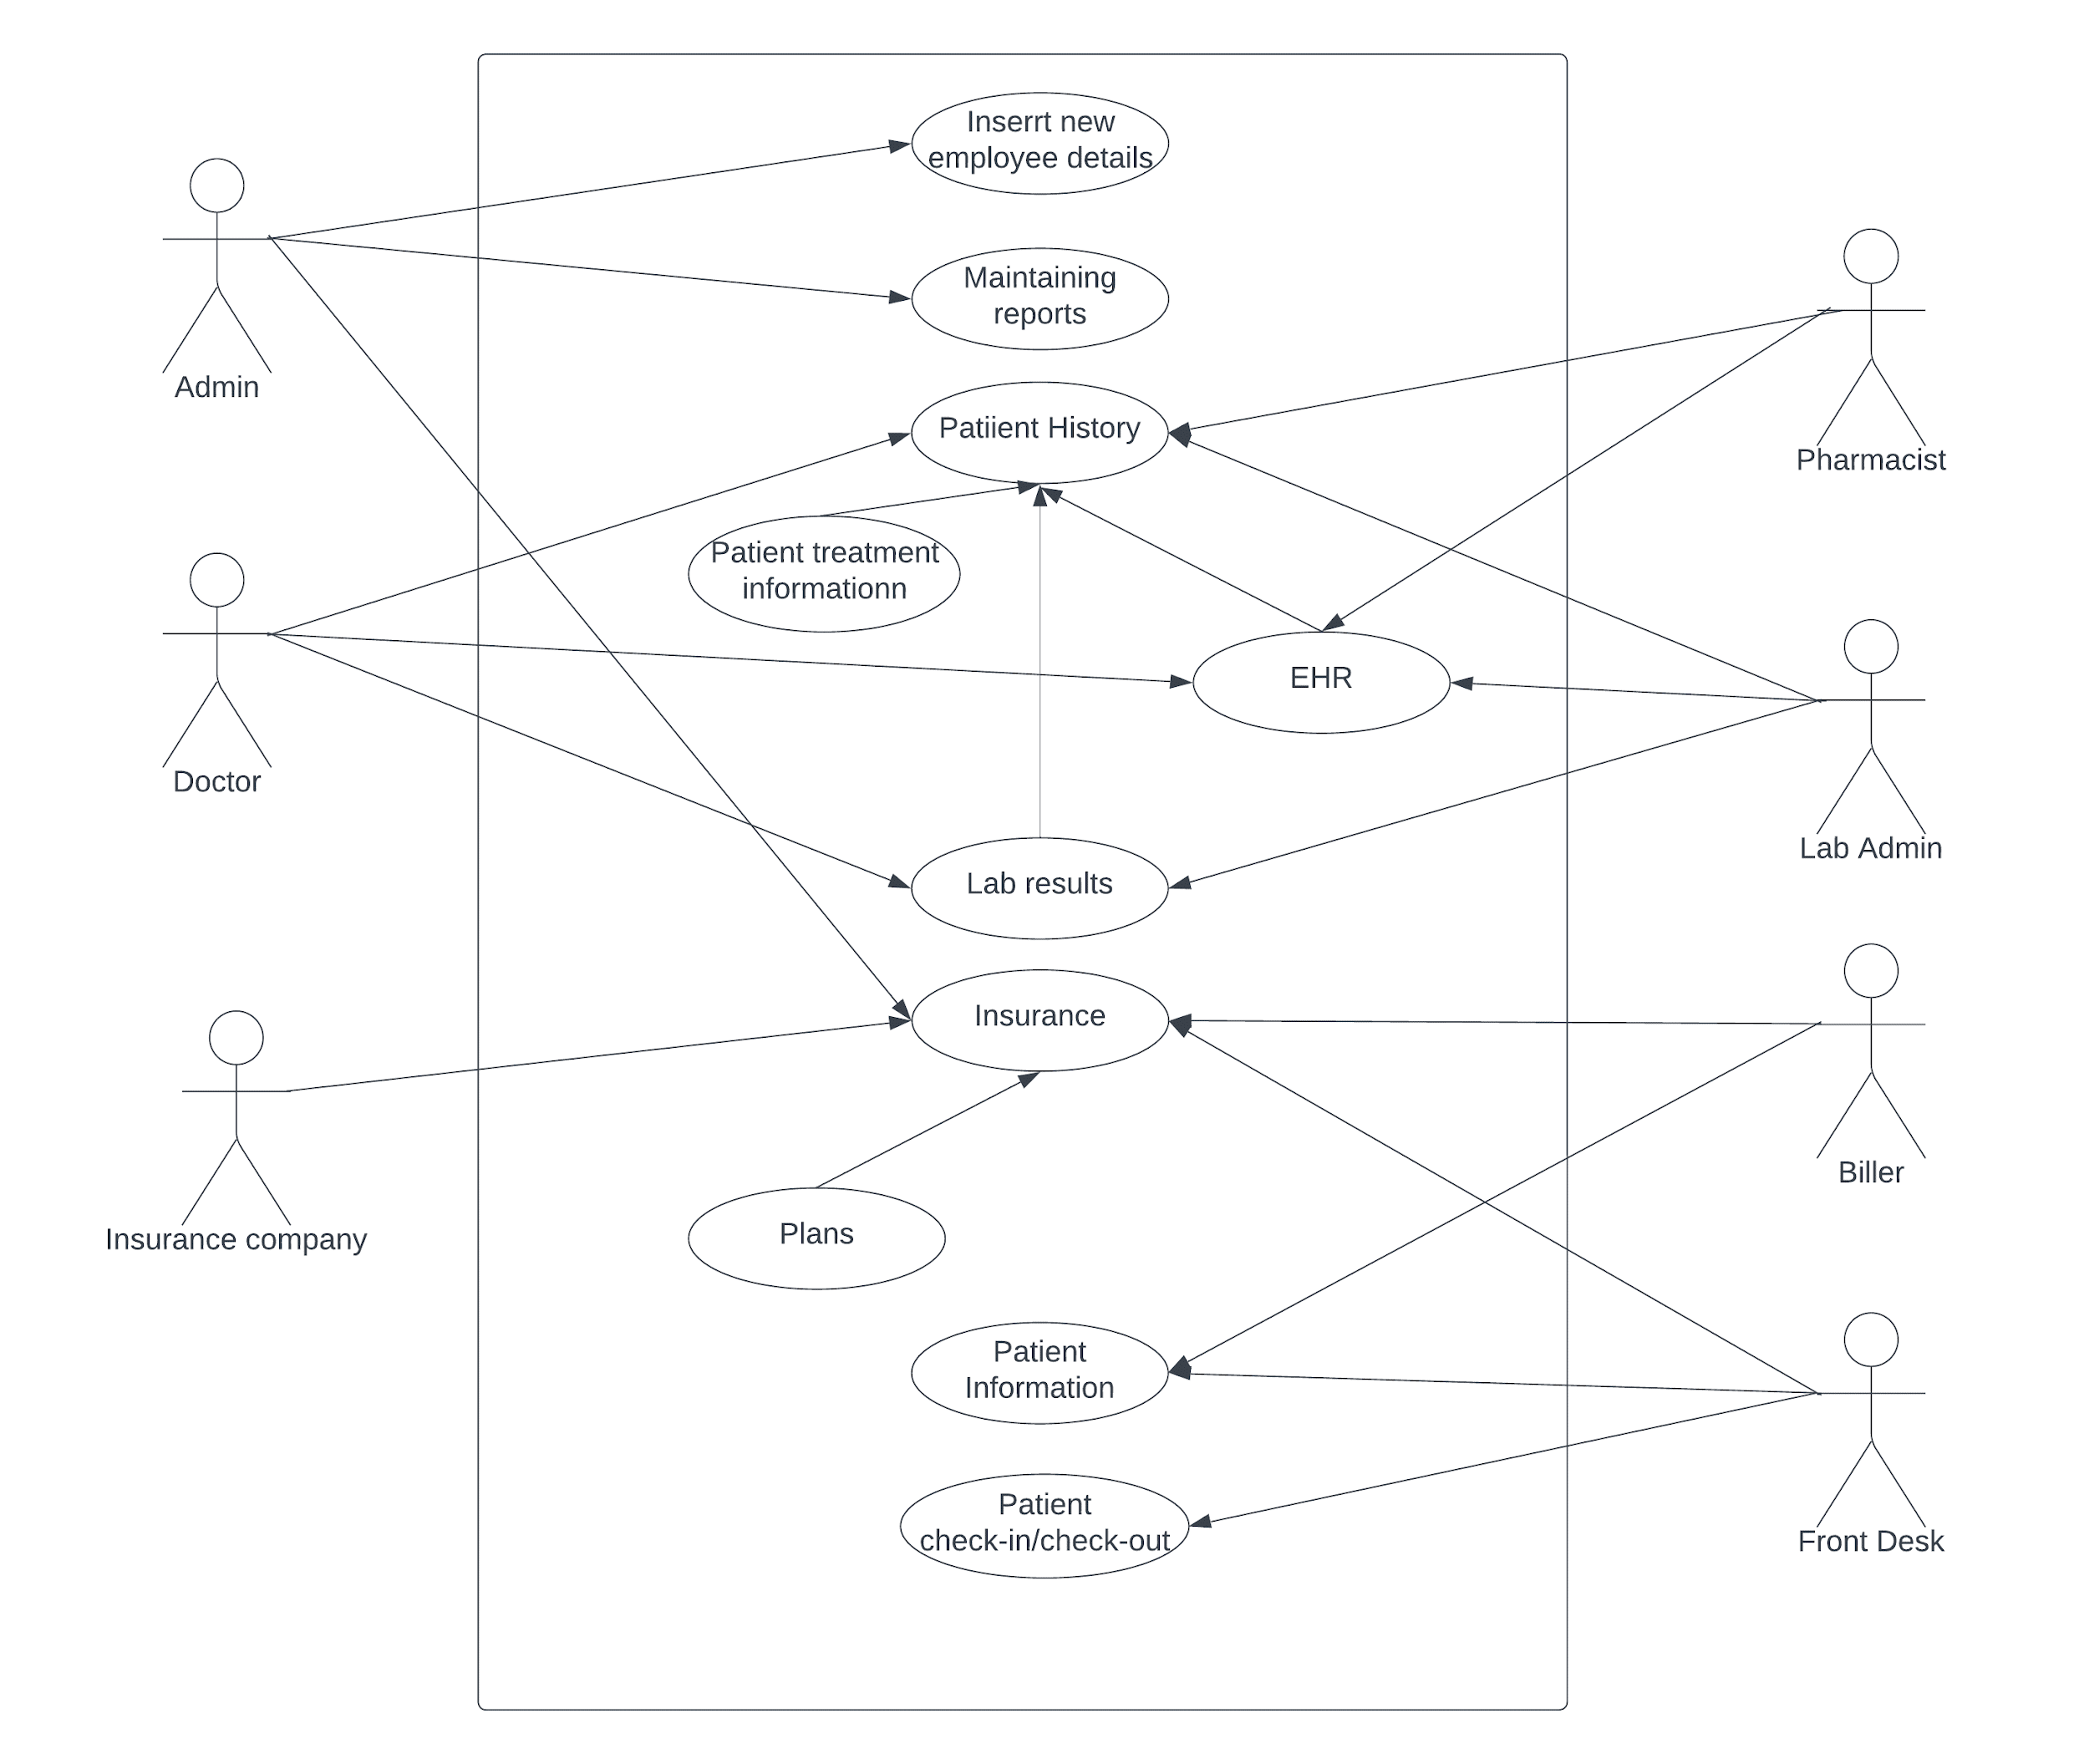 Inserrt new
employee details
Maintaining
reports
Admin
Patiient History
Pharmacist
Patient treatment
informationn
EHR
Doctor
Lab Admin
Lab results
Insurance
Biller
Insurance company
Plans
Patient
Information
Patient
check-in/check-out
Front Desk